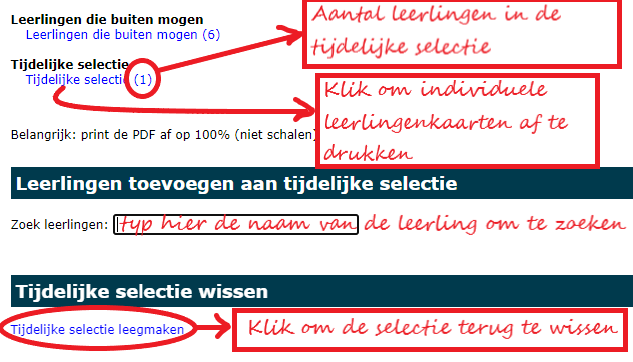 Leerlingen die buiten mogen
Leerlingen die buiten mogen (6)
Aantal leerlingen in de
tijdelijke selectie
Tijdelijke selectie
Tijdelijke selectie (1)
Klik om individuele
leerlingenkaarten af te
drukken
Belangrijk: print de PDF af op 100% (niet schalen)
Leerlingen toevoegen aan tijdelijke selectie
Zoek leerlingen: typ hier de naam van de leerling om te zoeken
Tijdelijke selectie wissen
Tijdelijke selectie leegmaken
Klik om de selectie terug te wissen